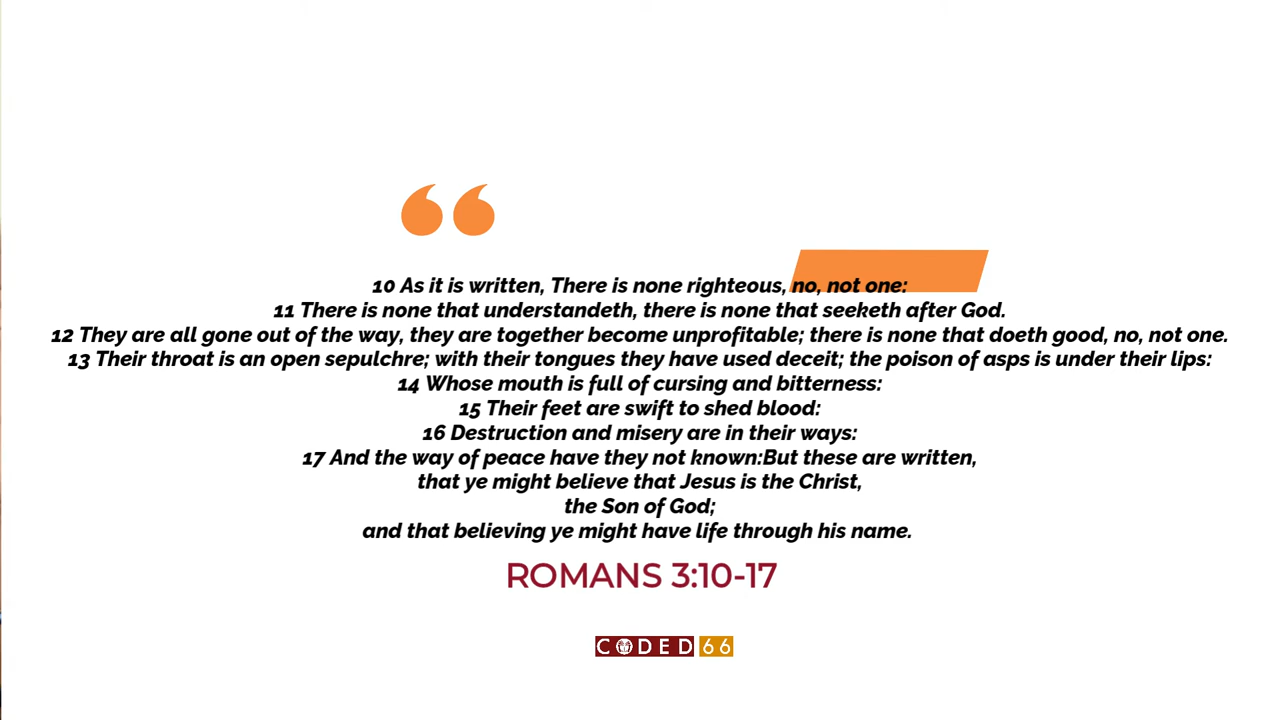 “
10 As it is written, There is none righteous, no, not one:
11 There is none that understandeth, there is none that seeketh after God.
12 They are all gone out of the way, they are together become unprofitable; there is none that doeth good, no, not one.
13 Their throat is an open sepulchre; with their tongues they have used deceit; the poison of asps is under their lips:
14 Whose mouth is full of cursing and bitterness:
15 Their feet are swift to shed blood:
16 Destruction and misery are in their ways:
17 And the way of peace have they not known:But these are written,
that ye might believe that Jesus is the Christ,
the Son of God;
and that believing ye might have life through his name.
ROMANS 3:10-17
CODED 66